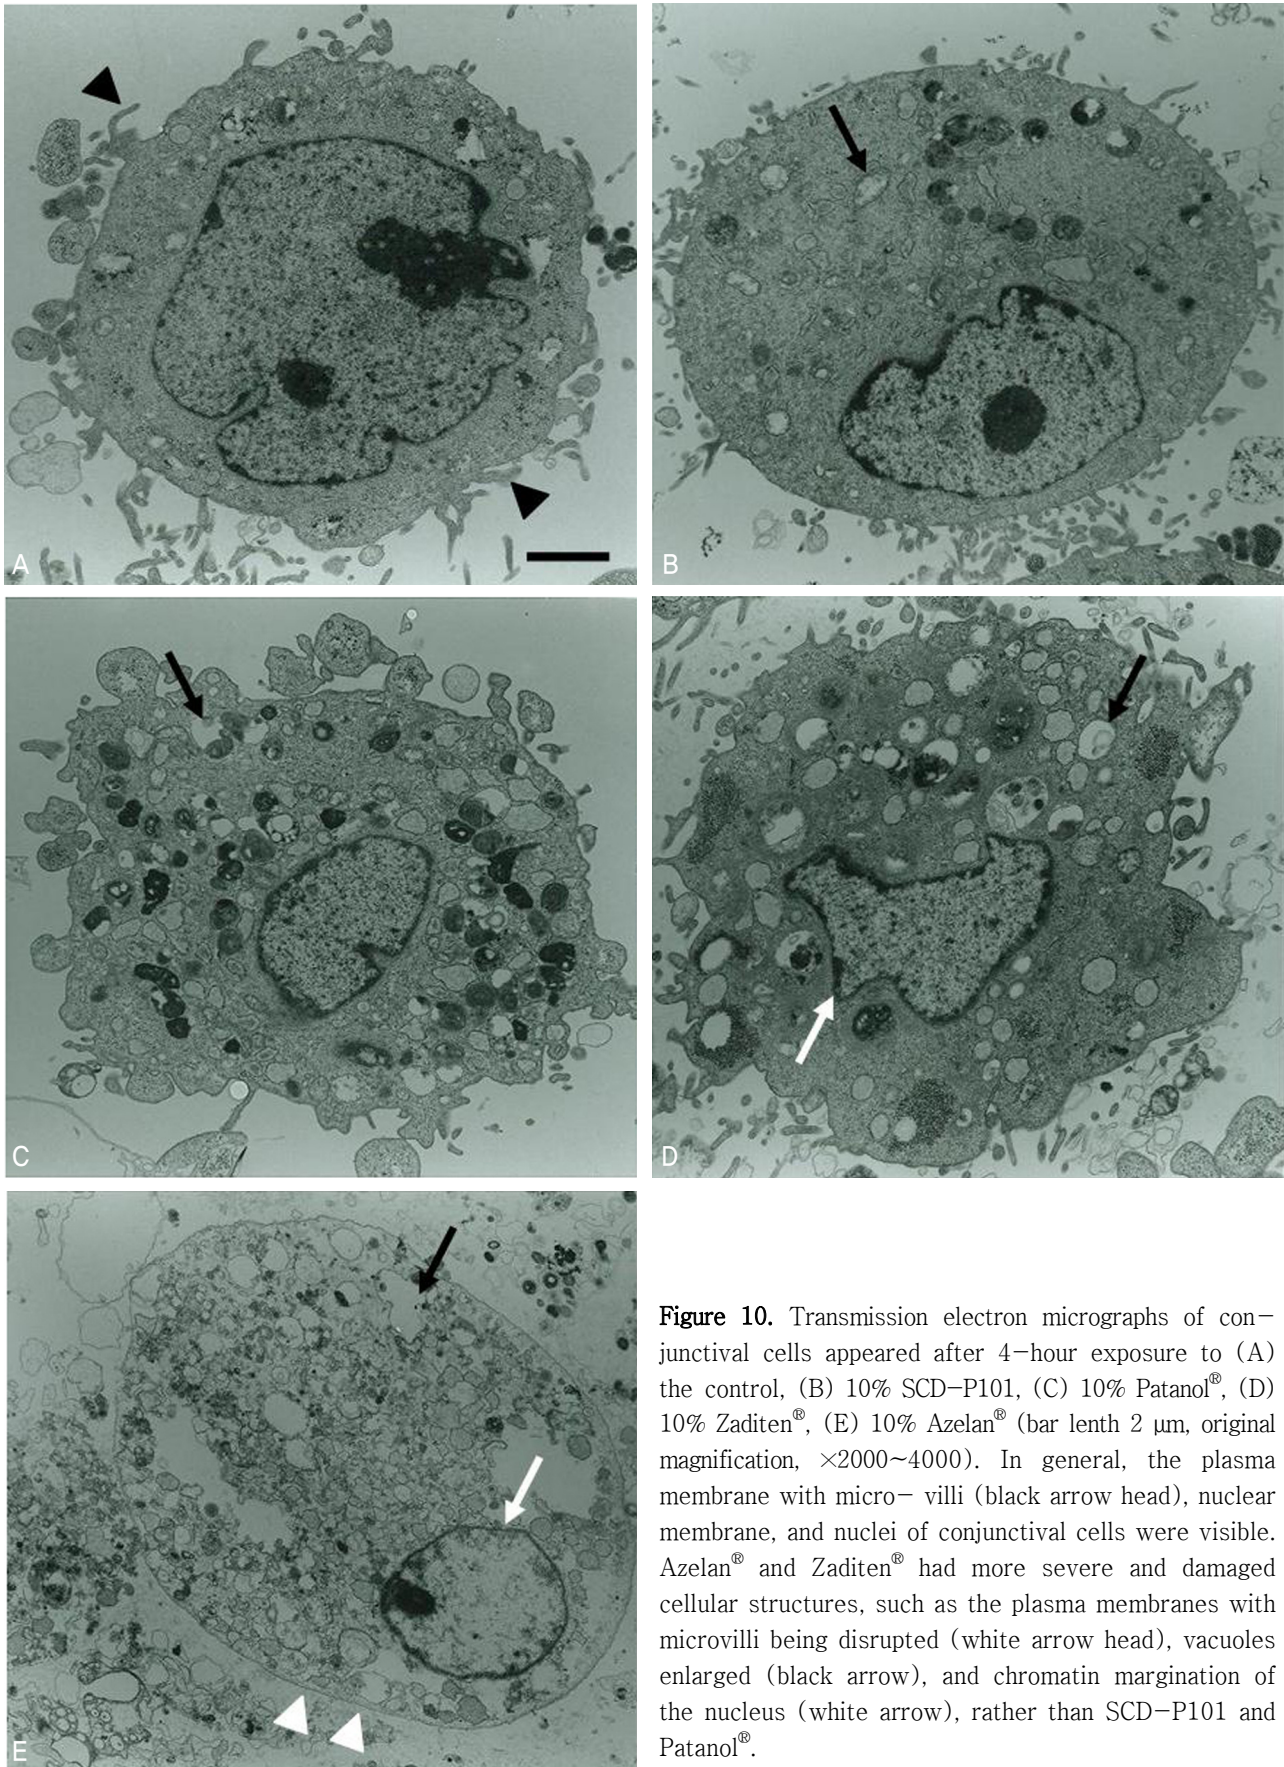 A
B
C
D
E
Figure 10. Transmission electron micrographs of con−
junctival cells appeared after 4−hour exposure to (A)
the control, (B) 10% SCD−P101, (C) 10% Patanol®, (D)
10% Zaditen®, (E) 10% Azelan® (bar lenth 2 μm, original
magnification, ×2000~4000). In general, the plasma
membrane with micro− villi (black arrow head), nuclear
membrane, and nuclei of conjunctival cells were visible.
Azelan® and Zaditen® had more severe and damaged
cellular structures, such as the plasma membranes with
microvilli being disrupted (white arrow head), vacuoles
enlarged (black arrow), and chromatin margination of
the nucleus (white arrow), rather than SCD−P101 and
Patanol®.